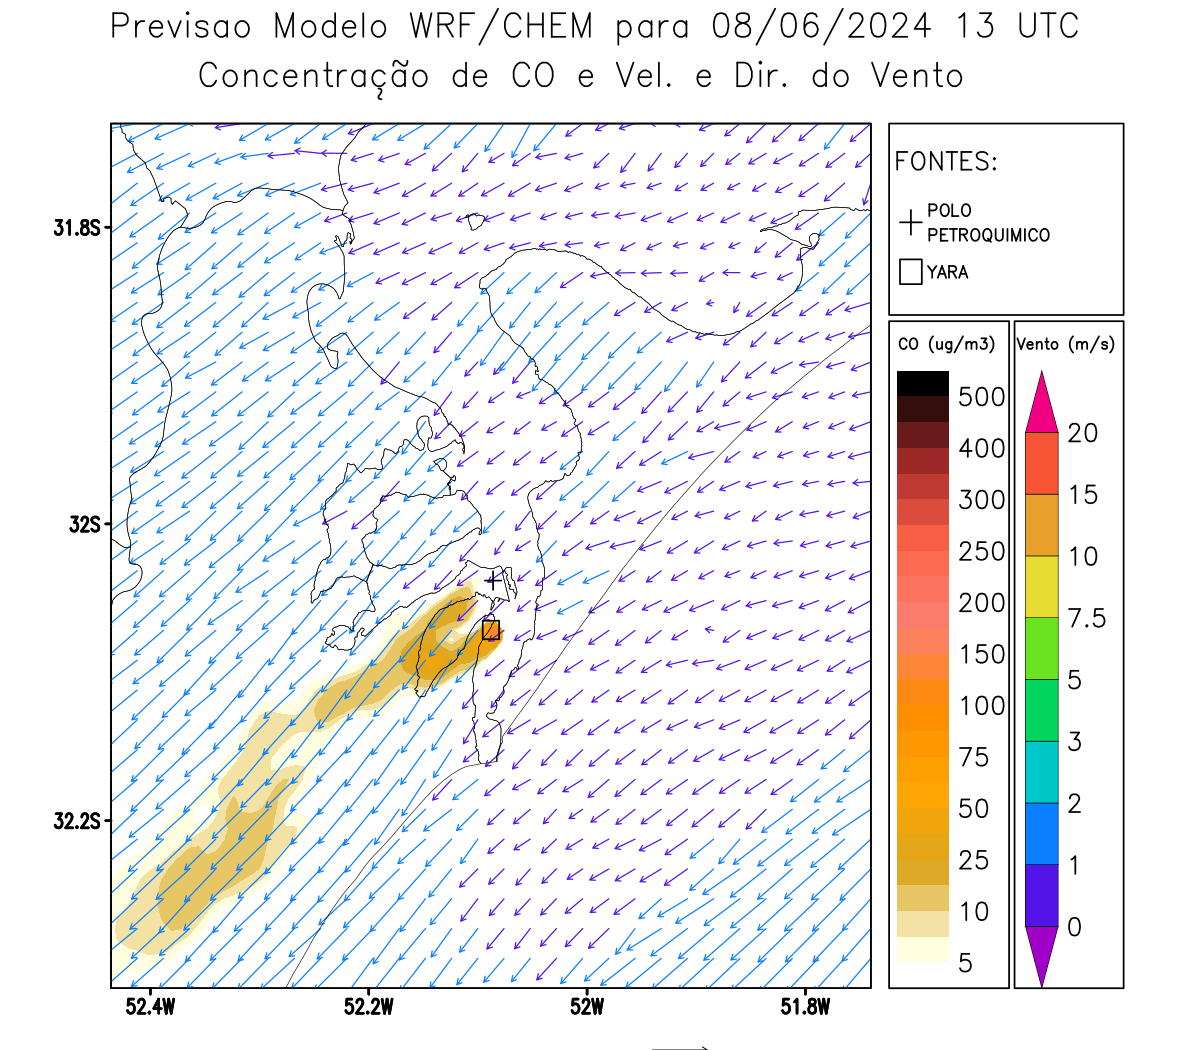 Previsao Modelo WRF/CHEM para 08/06/2024 13 UTC
Concentração de CO e Vel. e Dir. do Vento
FONTES:
POLO
PETROQUIMICO
YARA
CO (ug/m3)
500
400
300
250
200
150
100
75
50
25
10
5
Vento (m/s)
20
15
10
7.5
5
3
2
1
0
31.8S
32S
32.2S
52.4W
52.2W
52W
51.8W